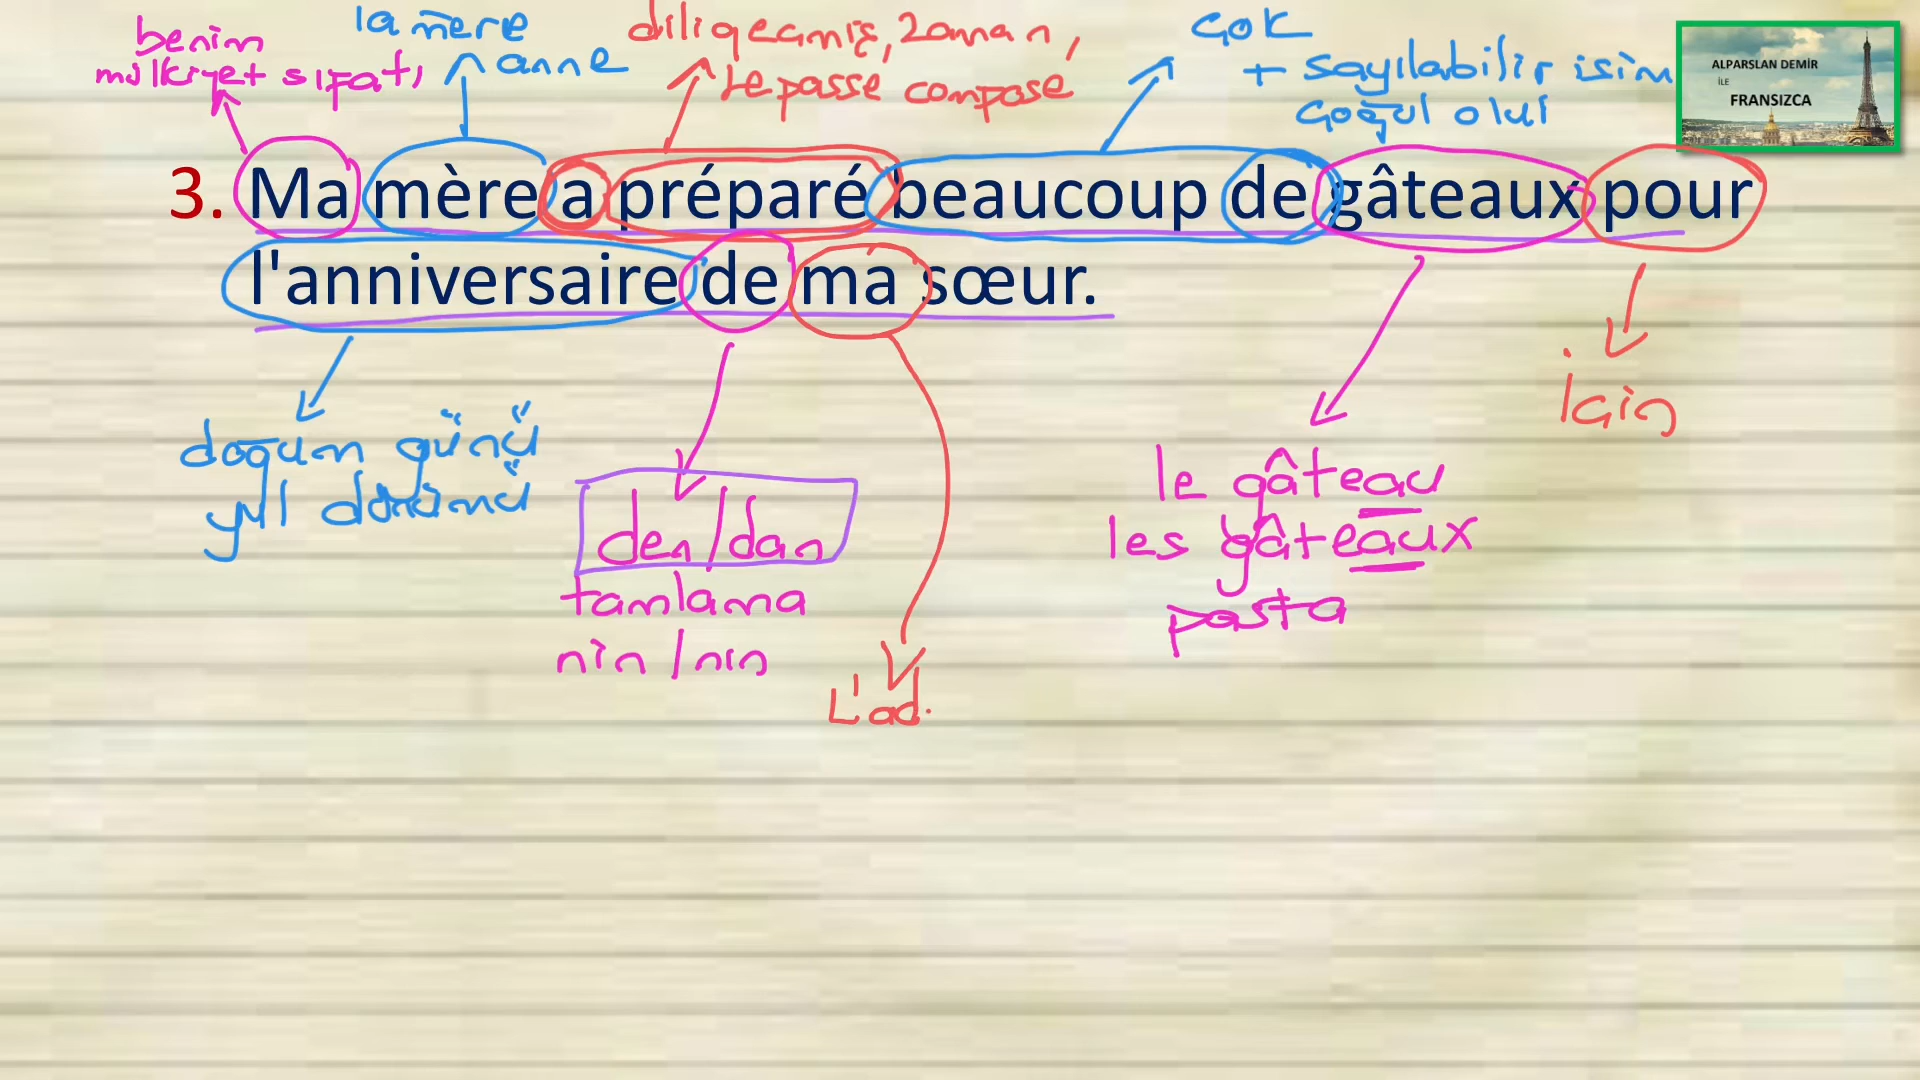 benim
mülkiyet sıfatı
la mère
anne
diligeçmiş, zaman,
Le passé composé
çok
+ sayılabilir isim
çoğul olur
ALPARSLAN DEMİR
İLE
FRANSIZCA
3. Ma mère a préparé beaucoup de gâteaux pour
l'anniversaire de ma sœur.
doğum günü
yıl dönümü
den/dan
tamlama
nin/nın
le gâteau
les gâteaux
pasta
için